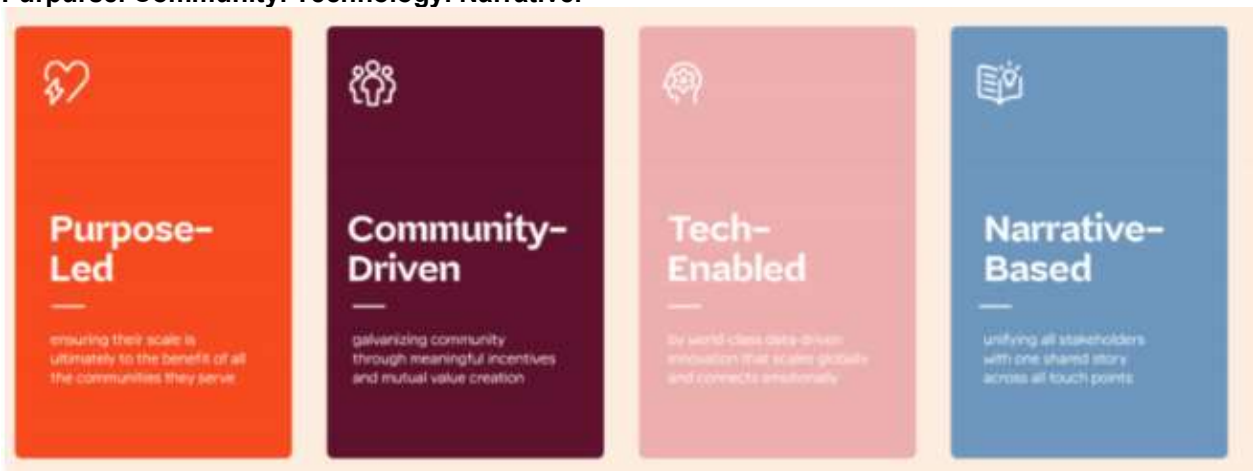 Purpurse. Community. Technology. Narrative.
Purpose-
Led
ensuring their scale is
ultimately to the benefit of all
the communities they serve
Community-
Driven
galvanizing community
through meaningful incentives
and mutual value creation
Tech-
Enabled
by world-class data-driven
innovation that scales globally
and connects emotionally
Narrative-
Based
unifying all stakeholders
with one shared story
across all touch points